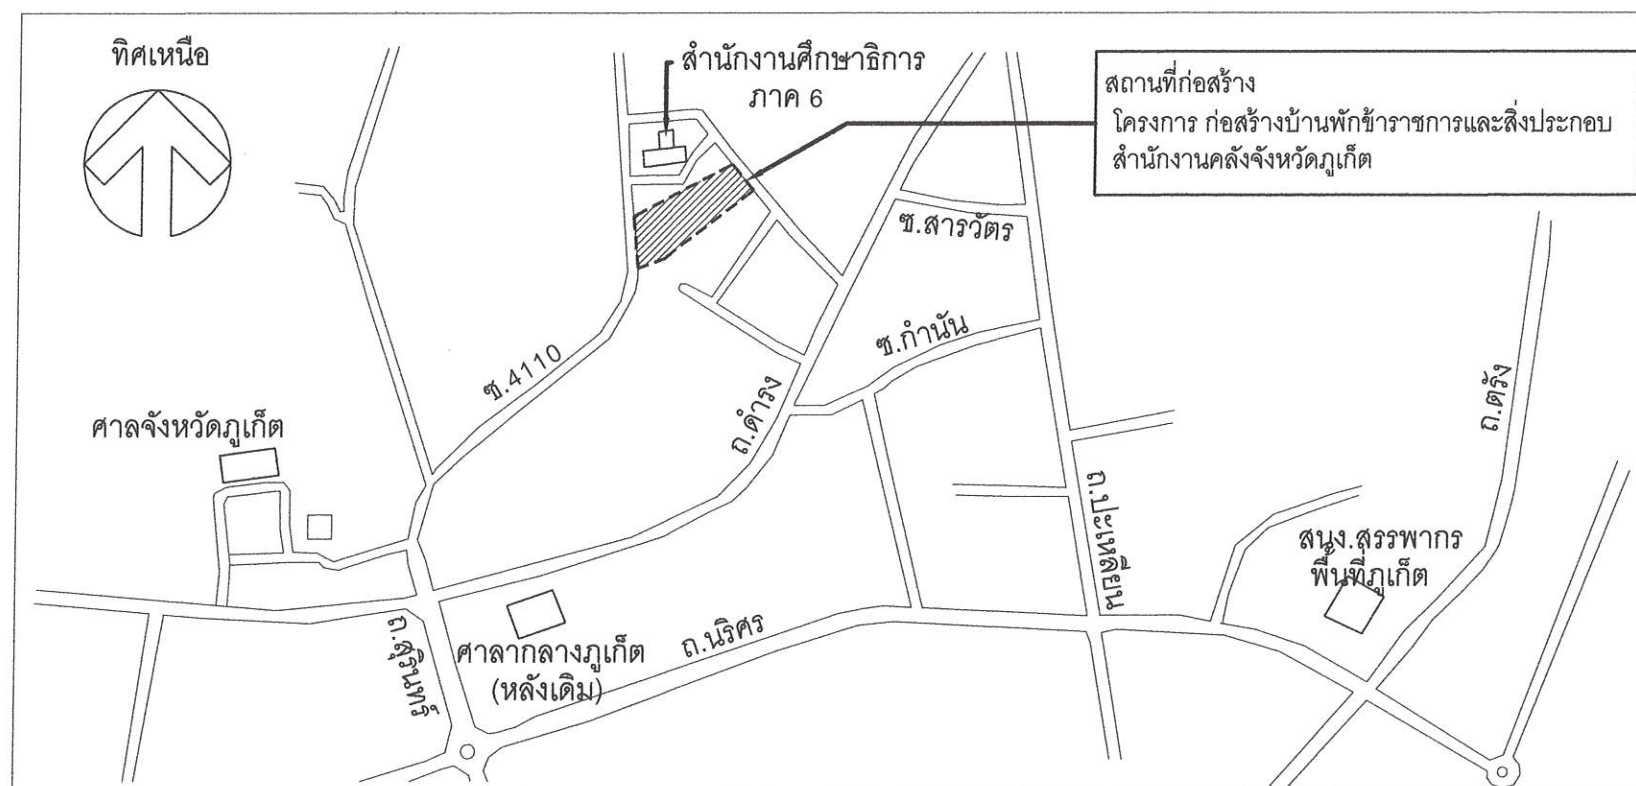 ทิศเหนือ
สำนักงานศึกษาธิการ
ภาค 6
สถานที่ก่อสร้าง
โครงการ ก่อสร้างบ้านพักข้าราชการและสิ่งประกอบ
สำนักงานคลังจังหวัดภูเก็ต
ซ.สารวัตร
ซ.กำนัน
ซ.4110
ถ.ดำรง
ถ.ตรัง
ศาลจังหวัดภูเก็ต
ถ.ปะเหลียน
สนง.สรรพากร
พื้นที่ภูเก็ต
ถ.สุรินทร์
ศาลากลางภูเก็ต
(หลังเดิม)
ถ.นริศร